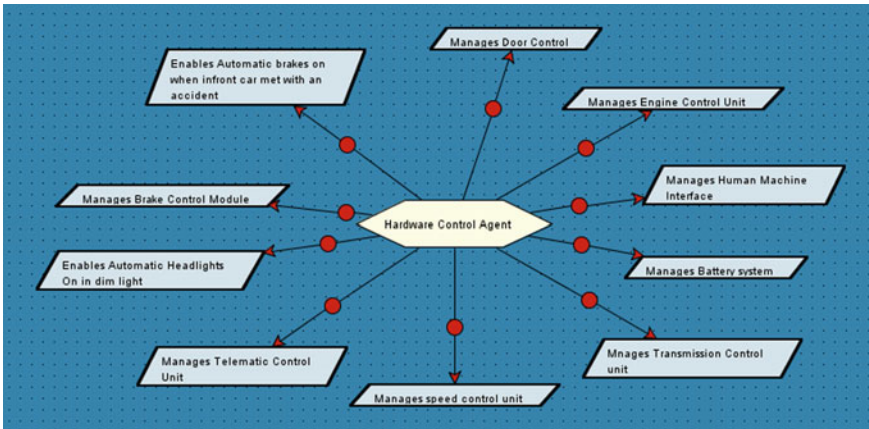 Manages Door Control
Enables Automatic brakes on
when infront car met with an
accident
Manages Engine Control Unit
Manages Human Machine
Interface
Manages Brake Control Module
Hardware Control Agent
Enables Automatic Headlights
On in dim light
Manages Battery system
Manages Telematic Control
Unit
Mnages Transmission Control
unit
Manages speed control unit